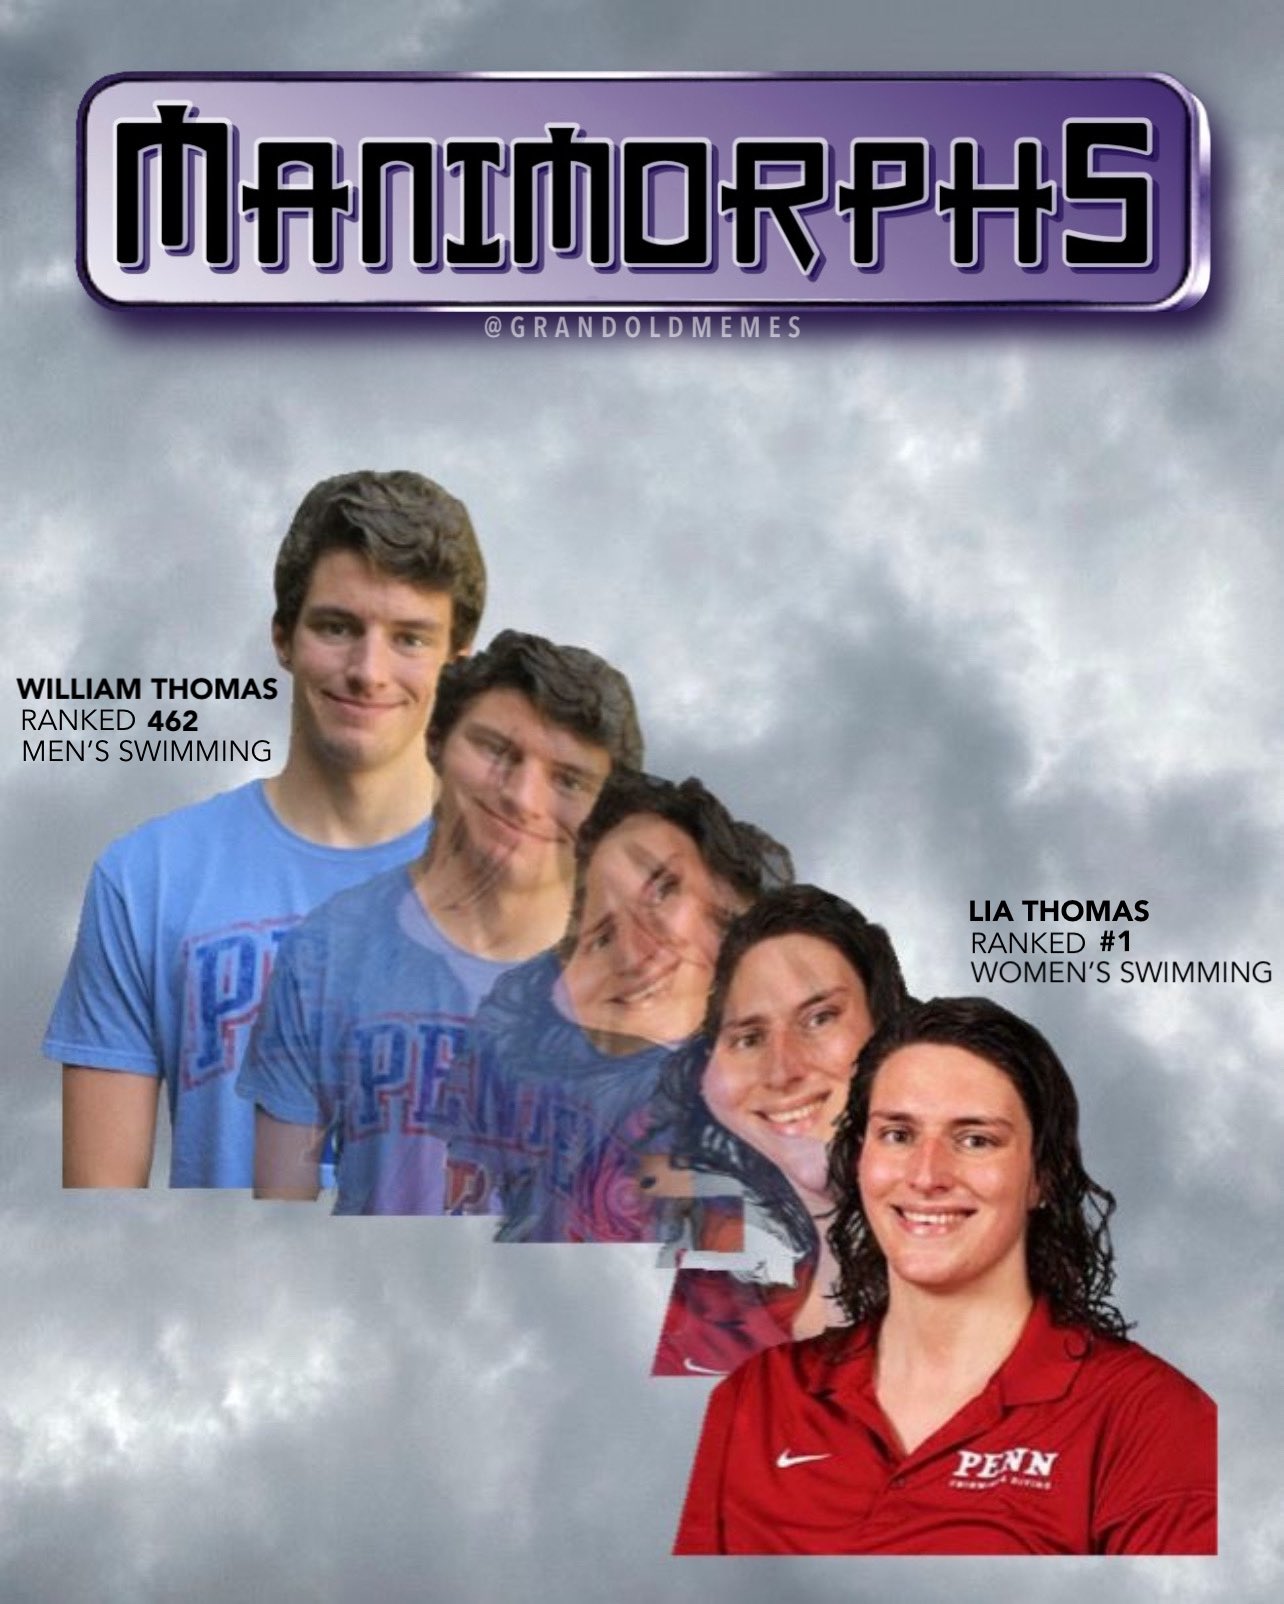 MANIMORPHS
@GRANDOLDMEMES
WILLIAM THOMAS
RANKED 462
MEN'S SWIMMING
LIA THOMAS
RANKED #1
WOMEN'S SWIMMING
PENN